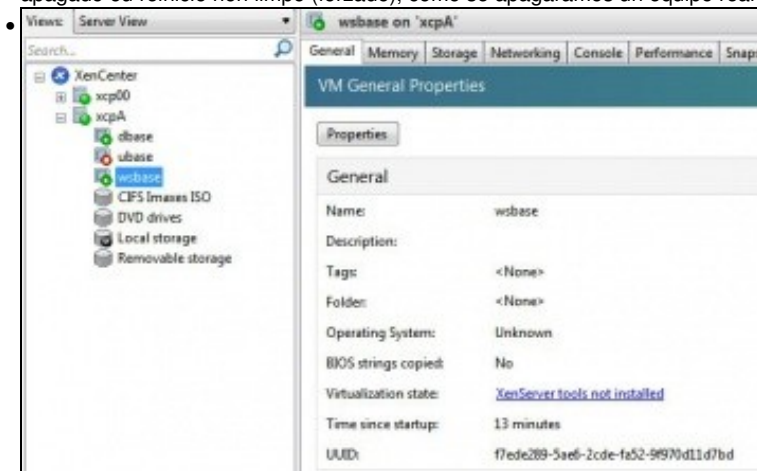 apagado ou reinicio non limpo (forzado), como se apagáramos un equipo real
Views: Server View
Search...
XenCenter
xcp00
xcpA
dbase
ubase
wsbase
CIFS Imaxes ISO
DVD drives
Local storage
Removable storage
wsbase on 'xcpA'
General Memory Storage Networking Console Performance Snaps
VM General Properties
Properties
General
Name: wsbase
Description:
Tags: <None>
Folder: <None>
Operating System: Unknown
BIOS strings copied: No
Virtualization state: XenServer tools not installed
Time since startup: 13 minutes
UUID: f7ede289-5ae6-2cde-fa52-9f970d11d7bd